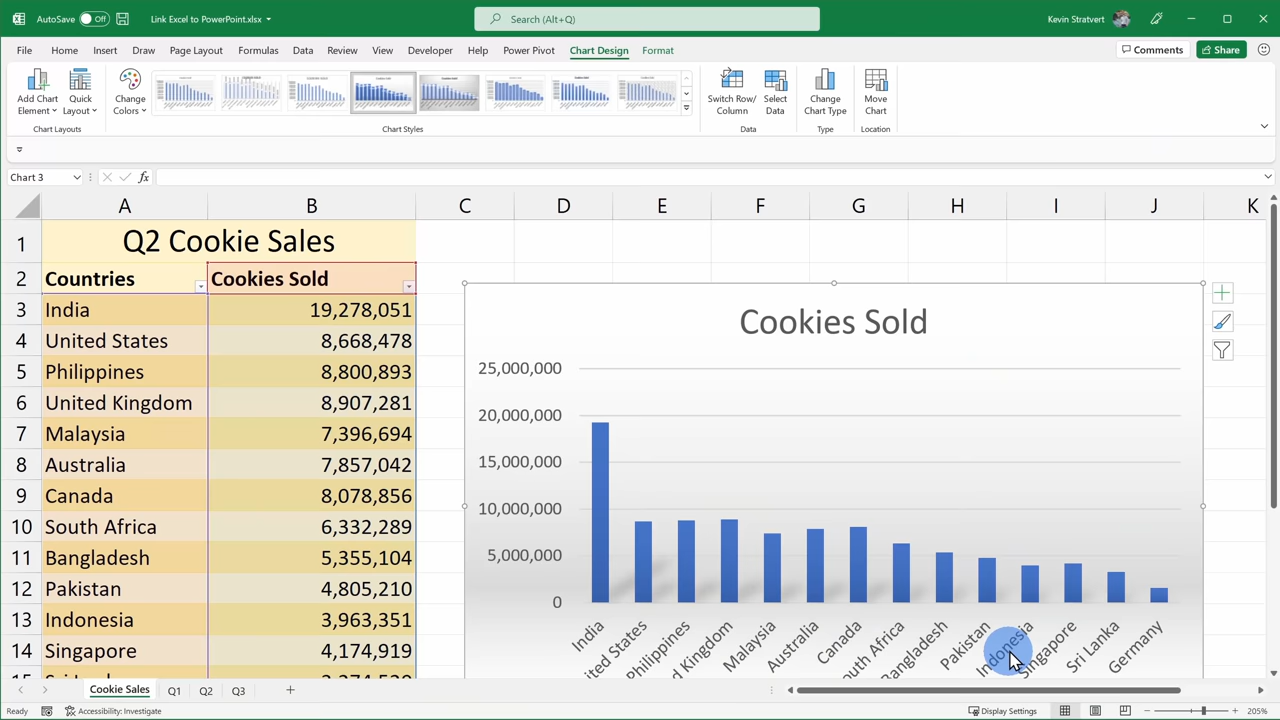 AutoSave Off Link Excel to PowerPoint.xlsx Search (Alt+Q) Kevin Stratvert
File Home Insert Draw Page Layout Formulas Data Review View Developer Help Power Pivot Chart Design Format Comments Share
Add Chart Element Quick Layout Change Colors Switch Row/ Column Select Data Change Chart Type Move Chart
Chart Layouts Chart Styles Data Type Location
Chart 3 fx
A B C D E F G H I J K
1 Q2 Cookie Sales
2 Countries Cookies Sold
3 India 19,278,051
4 United States 8,668,478
5 Philippines 8,800,893
6 United Kingdom 8,907,281
7 Malaysia 7,396,694
8 Australia 7,857,042
9 Canada 8,078,856
10 South Africa 6,332,289
11 Bangladesh 5,355,104
12 Pakistan 4,805,210
13 Indonesia 3,963,351
14 Singapore 4,174,919
Cookies Sold
25,000,000
20,000,000
15,000,000
10,000,000
5,000,000
0
India
Philippines
Malaysia
Australia
Canada
Bangladesh
Pakistan
Indonesia
Singapore
Sri Lanka
Germany
Cookie Sales Q1 Q2 Q3
Ready Accessibility: Investigate Display Settings 205%